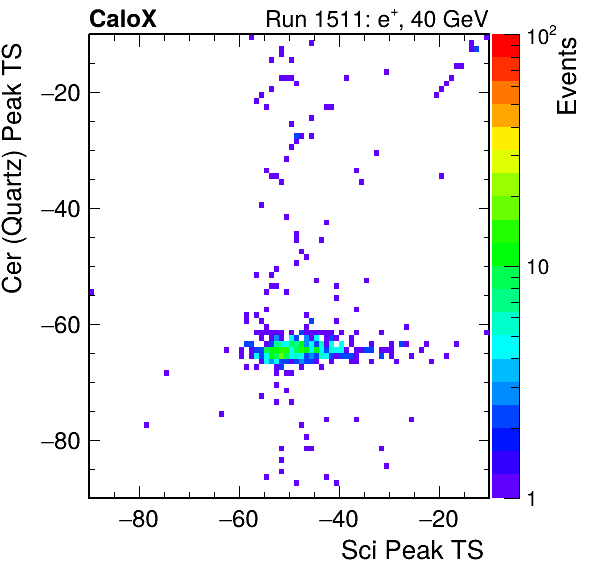 CaloX Run 1511: e⁺, 40 GeV
Cer (Quartz) Peak TS
−20
−40
−60
−80
−80 −60 −40 −20
Sci Peak TS
10²
10
1
Events